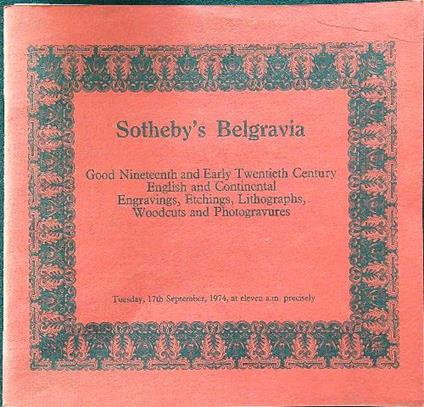 Sotheby's Belgravia
Good Nineteenth and Early Twentieth Century
English and Continental
Engravings, Etchings, Lithographs,
Woodcuts and Photogravures
Tuesday, 17th September, 1974, at eleven a.m. precisely